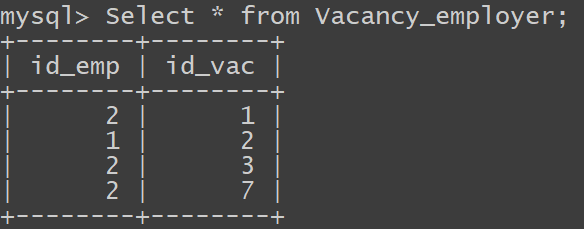 mysql> Select * from Vacancy_employer;
+--------+--------+
| id_emp | id_vac |
+--------+--------+
|      2 |      1 |
|      1 |      2 |
|      2 |      3 |
|      2 |      7 |
+--------+--------+